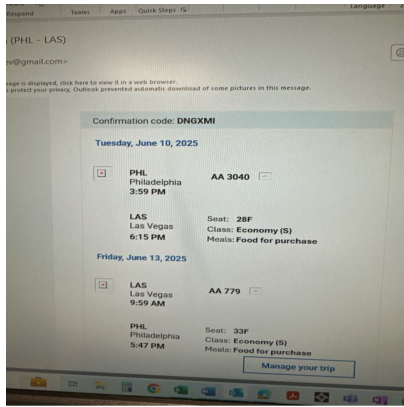 Respond Teams Apps Quick Steps Language
(PHL - LAS)
ev@gmail.com>
sage is displayed, click here to view it in a web browser.
protect your privacy, Outlook prevented automatic download of some pictures in this message.
Confirmation code: DNGXMI
Tuesday, June 10, 2025
PHL
Philadelphia
3:59 PM
AA 3040
LAS
Las Vegas
6:15 PM
Seat: 28F
Class: Economy (S)
Meals: Food for purchase
Friday, June 13, 2025
LAS
Las Vegas
9:59 AM
AA 779
PHL
Philadelphia
5:47 PM
Seat: 33F
Class: Economy (S)
Meals: Food for purchase
Manage your trip